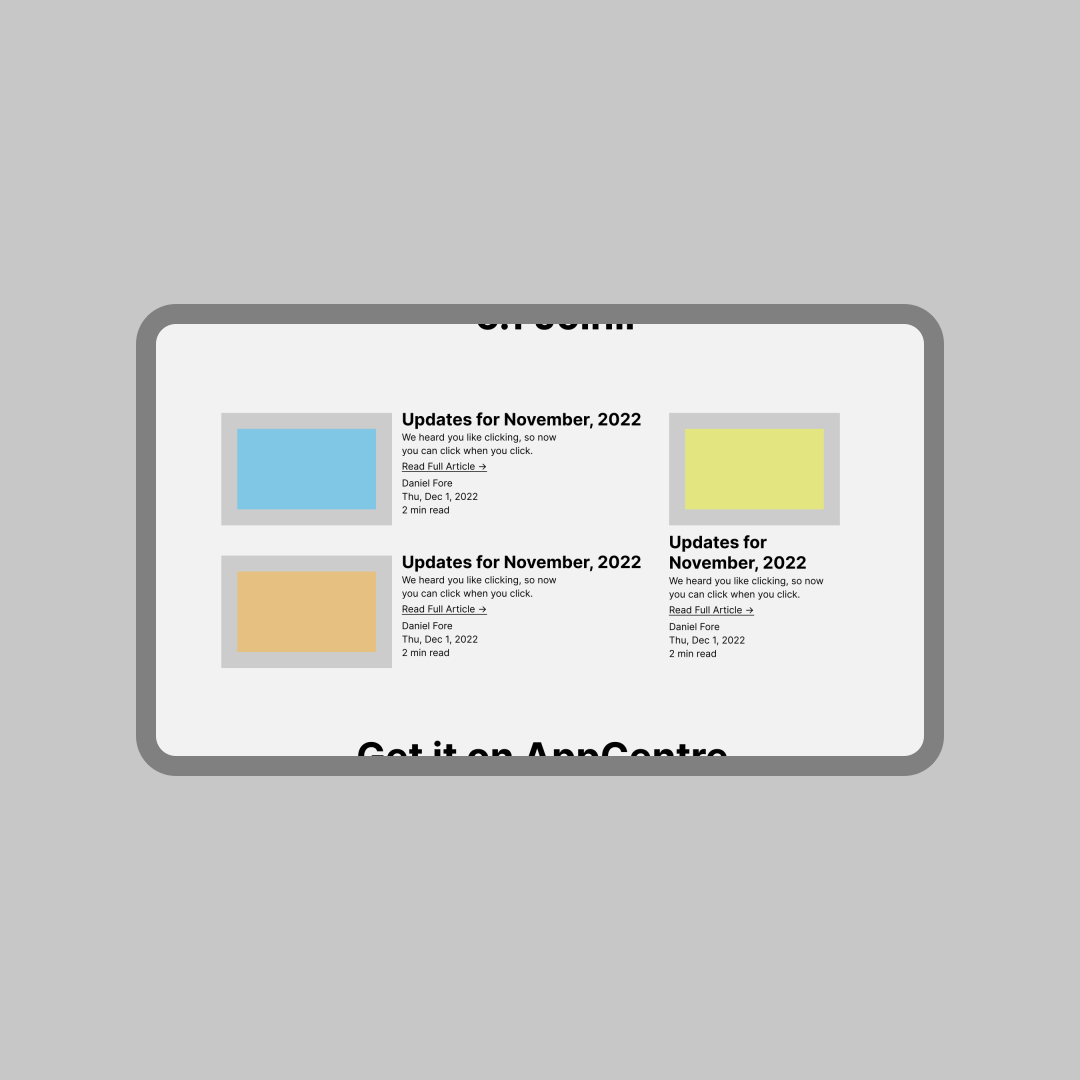 Updates for November, 2022
We heard you like clicking, so now
you can click when you click.
Read Full Article →
Daniel Fore
Thu, Dec 1, 2022
2 min read
Updates for November, 2022
We heard you like clicking, so now
you can click when you click.
Read Full Article →
Daniel Fore
Thu, Dec 1, 2022
2 min read
Updates for
November, 2022
We heard you like clicking, so now
you can click when you click.
Read Full Article →
Daniel Fore
Thu, Dec 1, 2022
2 min read
Get it on AppCentre